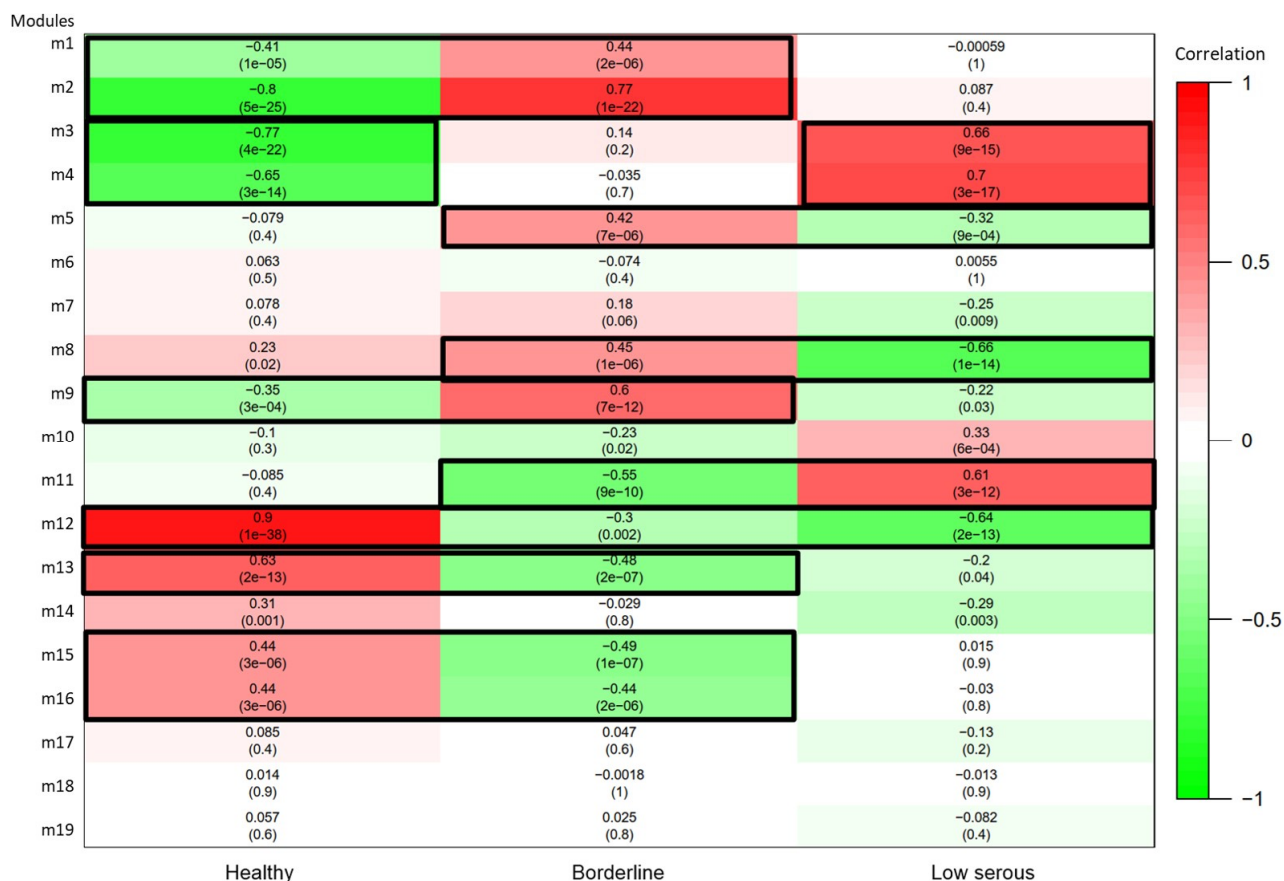 Modules
m1 −0.41 0.44 −0.00059
(1e−05) (2e−06) (1)
m2 −0.8 0.77 0.087
(5e−25) (1e−22) (0.4)
m3 −0.77 0.14 0.66
(4e−22) (0.2) (9e−15)
m4 −0.65 −0.035 0.7
(3e−14) (0.7) (3e−17)
m5 −0.079 0.42 −0.32
(0.4) (7e−06) (9e−04)
m6 0.063 −0.074 0.0055
(0.5) (0.4) (1)
m7 0.078 0.18 −0.25
(0.4) (0.06) (0.009)
m8 0.23 0.45 −0.66
(0.02) (1e−06) (1e−14)
m9 −0.35 0.6 −0.22
(3e−04) (7e−12) (0.03)
m10 −0.1 −0.23 0.33
(0.3) (0.02) (6e−04)
m11 −0.085 −0.55 0.61
(0.4) (9e−10) (3e−12)
m12 0.9 −0.3 −0.64
(1e−38) (0.002) (2e−13)
m13 0.63 −0.48 −0.2
(2e−13) (2e−07) (0.04)
m14 0.31 −0.029 −0.29
(0.001) (0.8) (0.003)
m15 0.44 −0.49 0.015
(3e−06) (1e−07) (0.9)
m16 0.44 −0.44 −0.03
(3e−06) (2e−06) (0.8)
m17 0.085 0.047 −0.13
(0.4) (0.6) (0.2)
m18 0.014 −0.0018 −0.013
(0.9) (1) (0.9)
m19 0.057 0.025 −0.082
(0.6) (0.8) (0.4)
Healthy Borderline Low serous
Correlation
1
0.5
0
−0.5
−1